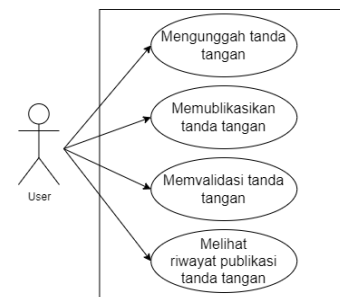 Mengunggah tanda
tangan
Memublikasikan
tanda tangan
Memvalidasi tanda
tangan
User
Melihat
riwayat publikasi
tanda tangan